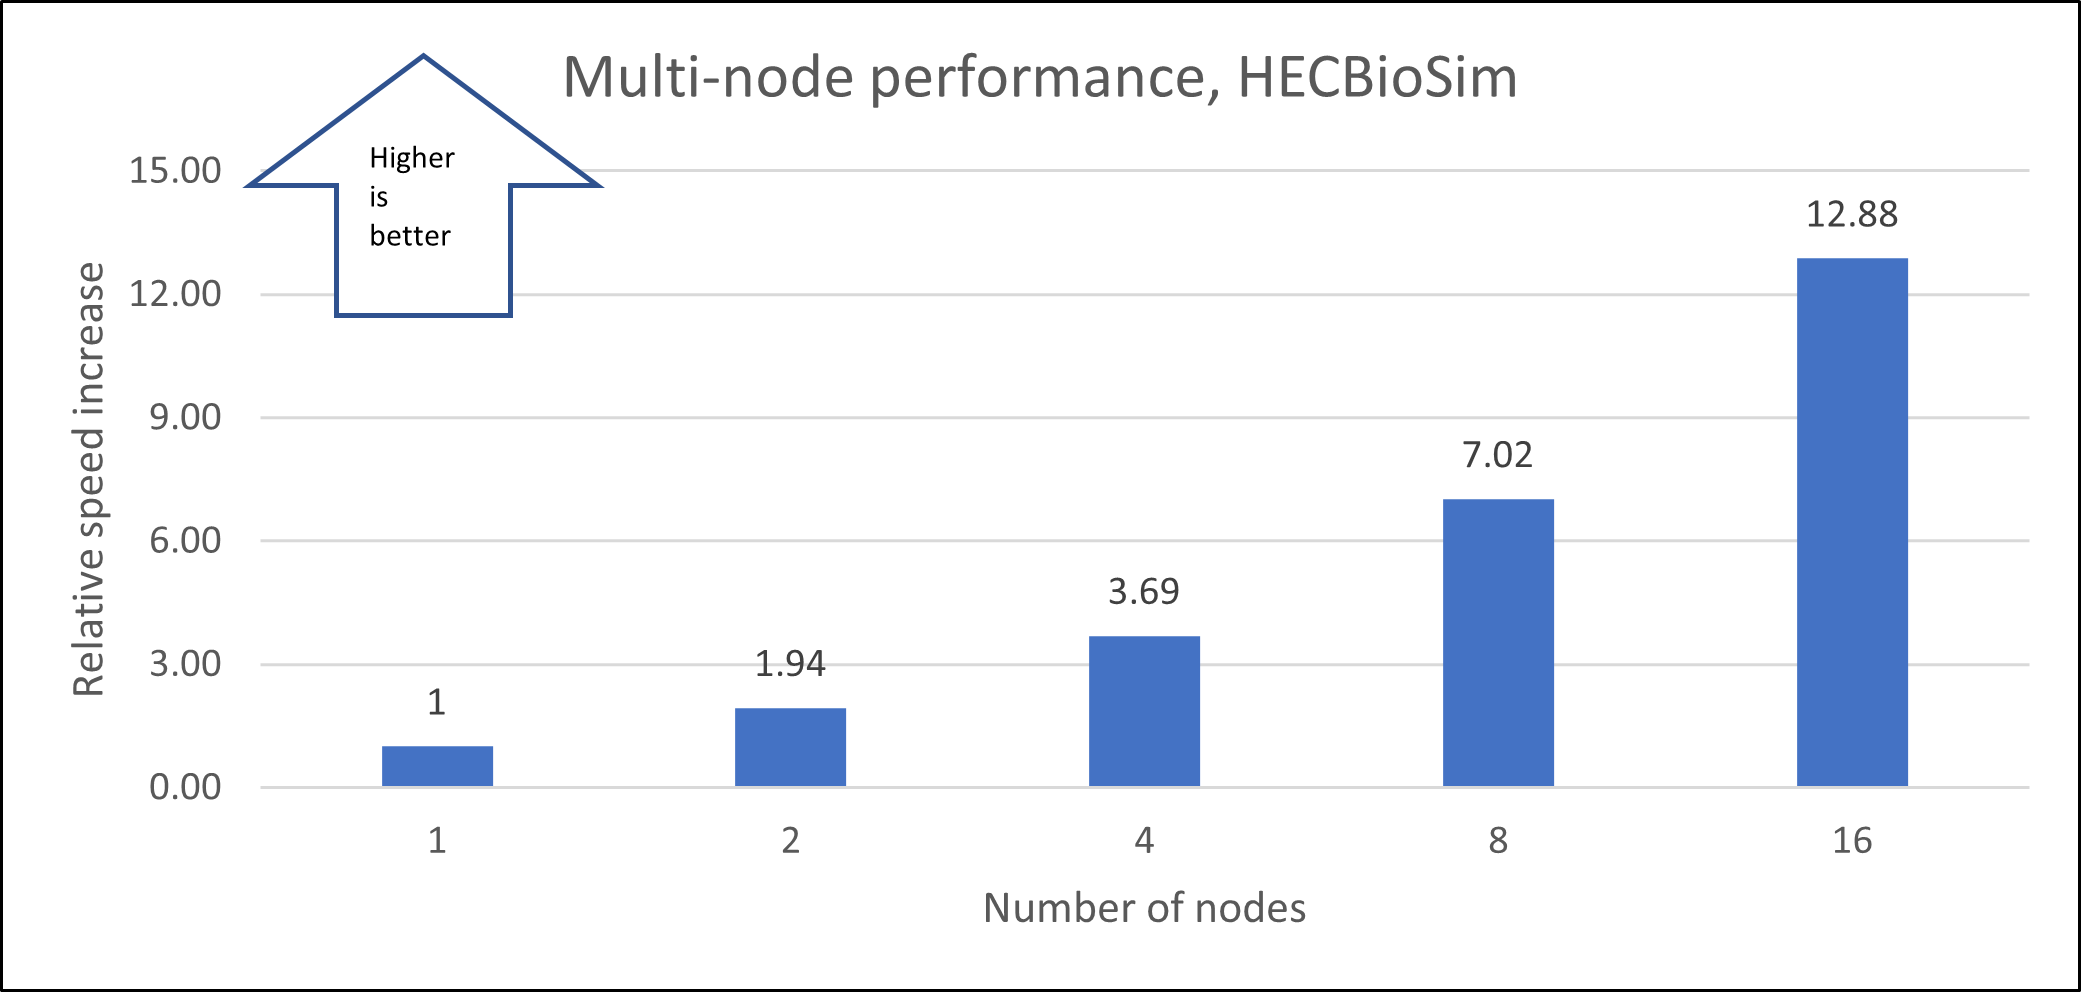 Multi-node performance, HECBioSim
Higher
is
better
Relative speed increase
15.00
12.00
9.00
6.00
3.00
0.00
1
1.94
3.69
7.02
12.88
1
2
4
8
16
Number of nodes